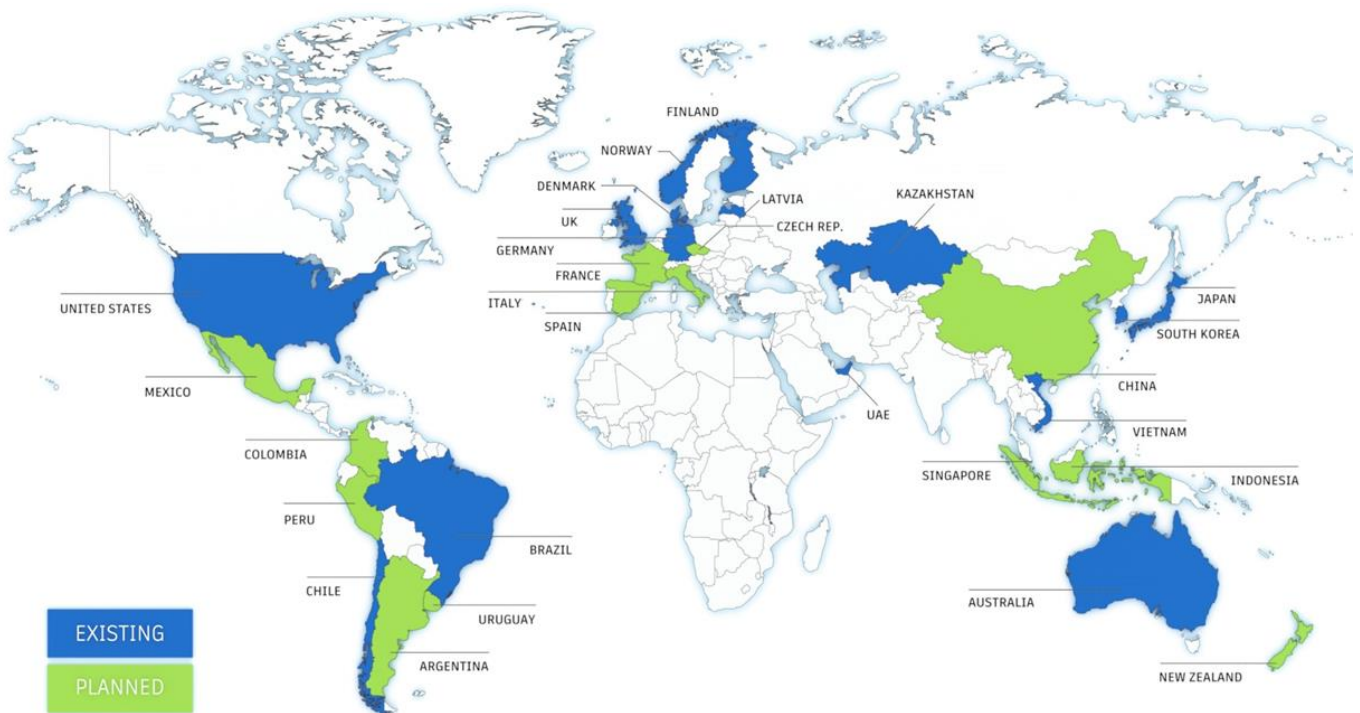 FINLAND
NORWAY
DENMARK
LATVIA
KAZAKHSTAN
UK
CZECH REP.
GERMANY
FRANCE
ITALY
JAPAN
UNITED STATES
SPAIN
SOUTH KOREA
MEXICO
CHINA
UAE
VIETNAM
COLOMBIA
SINGAPORE
INDONESIA
PERU
BRAZIL
CHILE
AUSTRALIA
URUGUAY
EXISTING
ARGENTINA
NEW ZEALAND
PLANNED